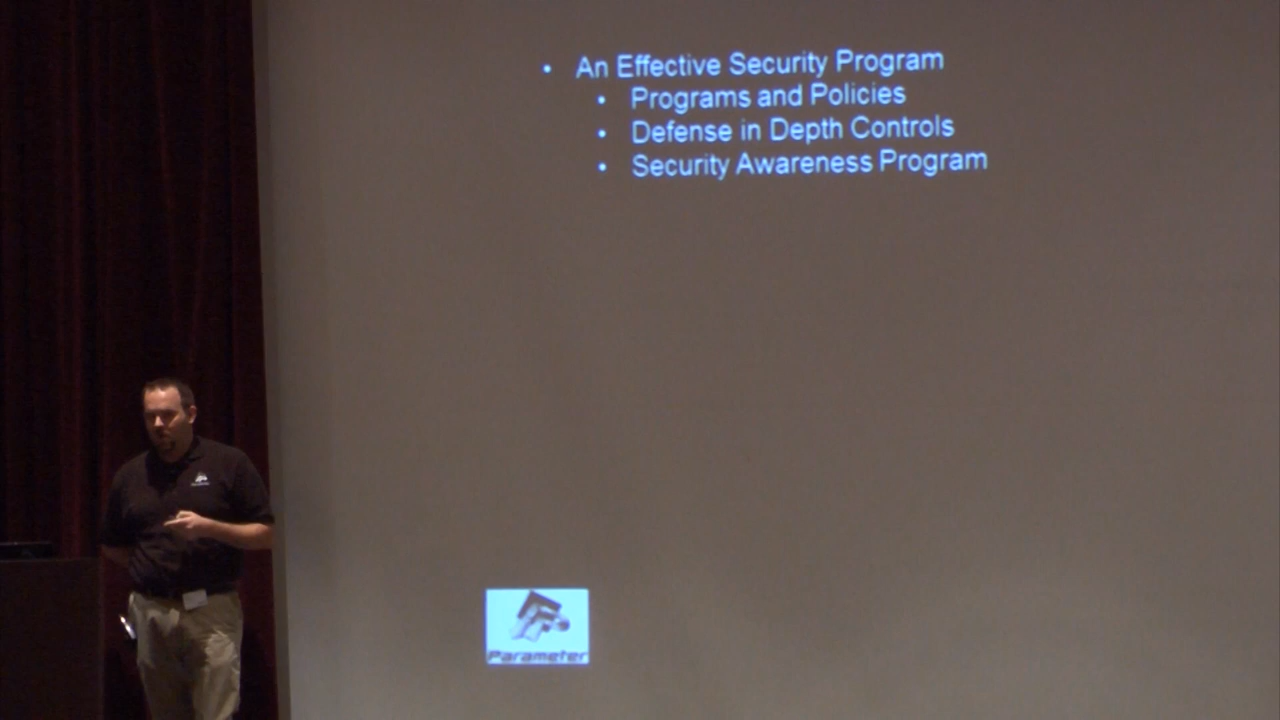 • An Effective Security Program
• Programs and Policies
• Defense in Depth Controls
• Security Awareness Program
Parameter